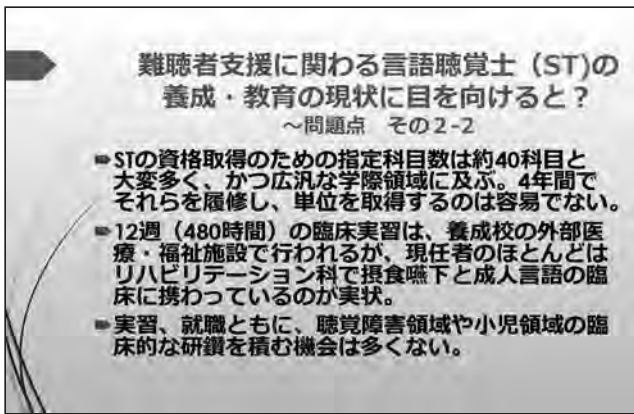 難聴者支援に関わる言語聴覚士（ST)の
養成・教育の現状に目を向けると？
～問題点　その２-２
STの資格取得のための指定科目数は約40科目と
大変多く、かつ広汎な学際領域に及ぶ。4年間で
それらを履修し、単位を取得するのは容易でない。
12週（480時間）の臨床実習は、養成校の外部医
療・福祉施設で行われるが、現任者のほとんどは
リハビリテーション科で摂食嚥下と成人言語の臨
床に携わっているのが実状。
実習、就職ともに、聴覚障害領域や小児領域の臨
床的な研鑽を積む機会は多くない。